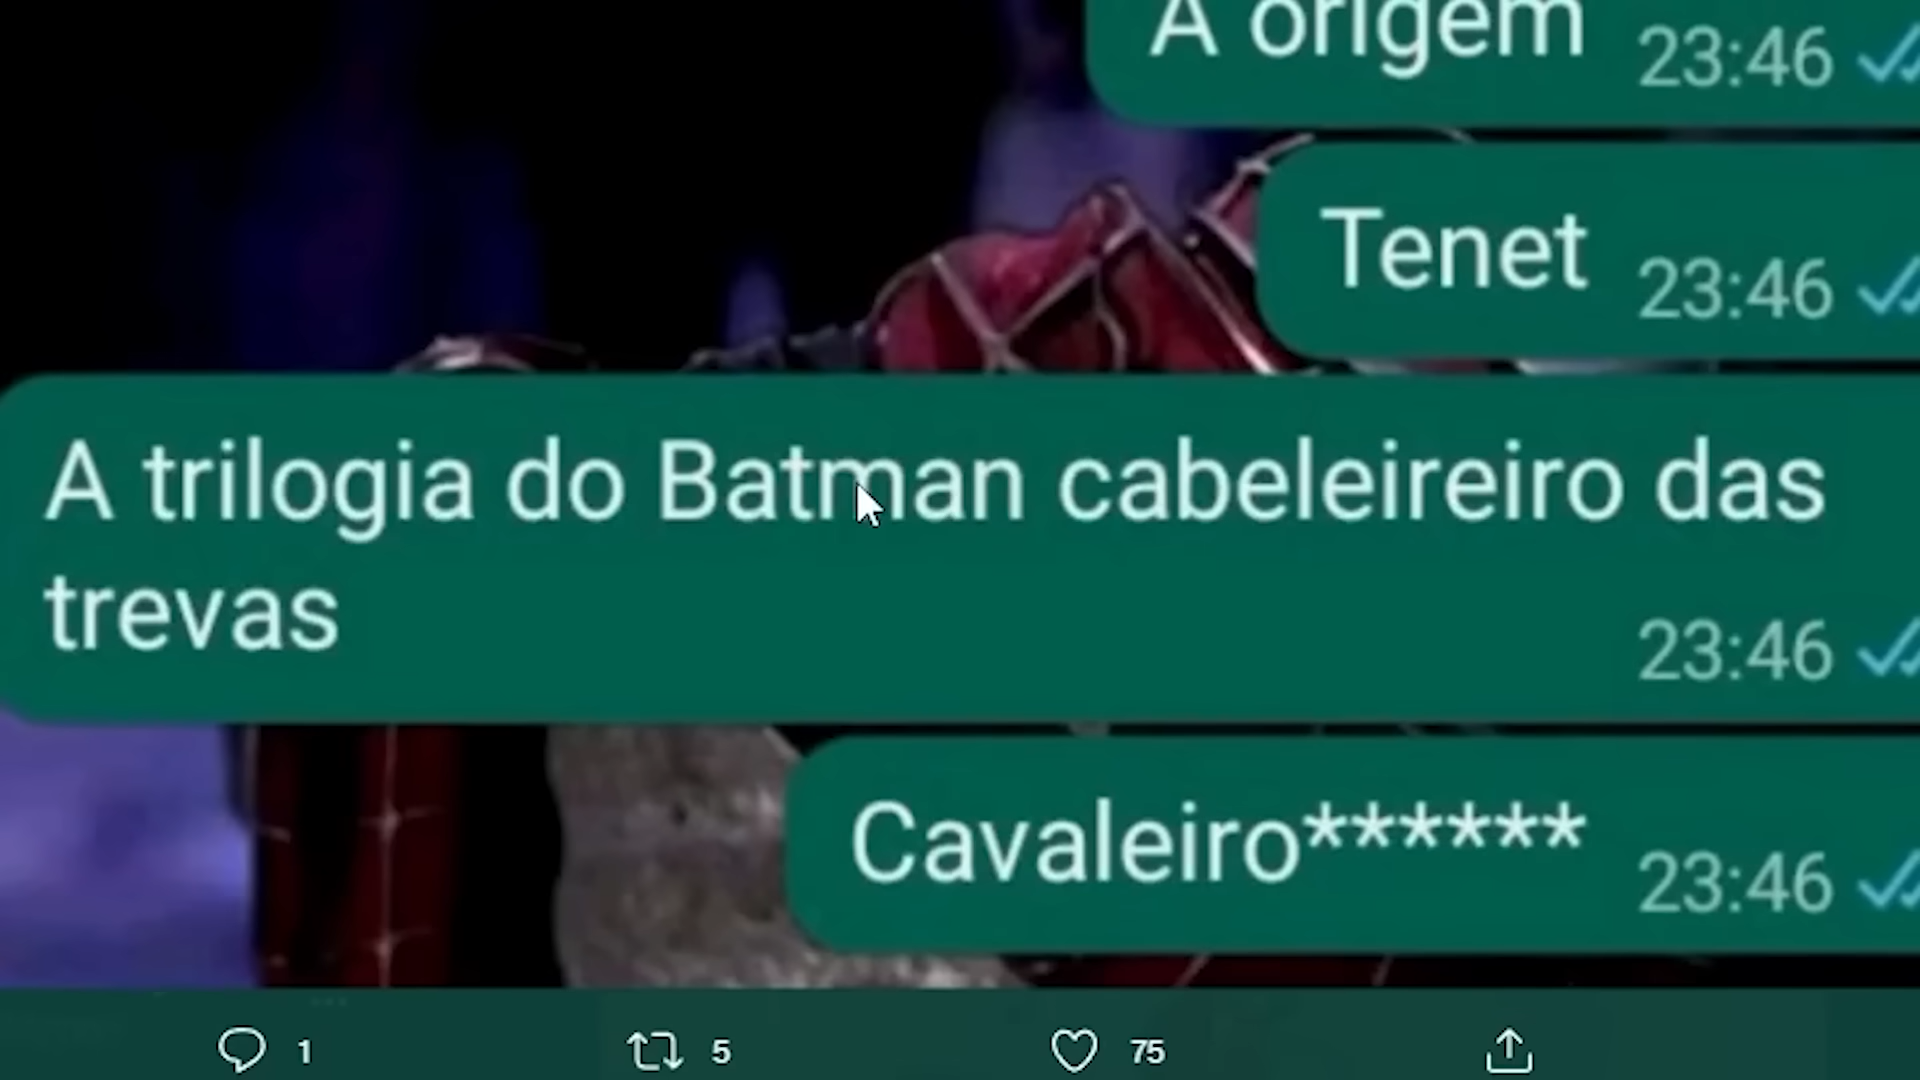 A origem 23:46
Tenet 23:46
A trilogia do Batman cabeleireiro das
trevas 23:46
Cavaleiro****** 23:46
1 5 75